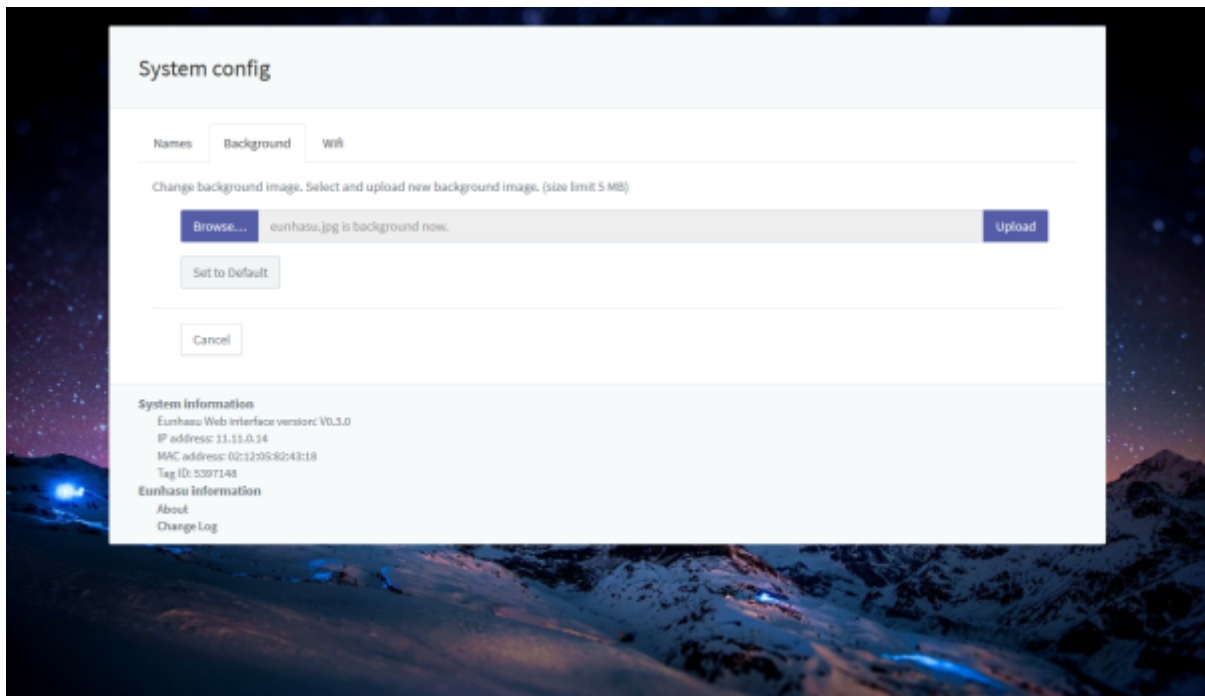 System config
Names Background Wifi
Change background image. Select and upload new background image. (size limit 5 MB)
Browse... eunhasu.jpg is background now. Upload
Set to Default
Cancel
System information
Eunhasu Web interface version: V0.3.0
IP address: 11.11.0.14
MAC address: 02:12:05:82:43:18
Tag ID: 5397148
Eunhasu information
About
Change Log